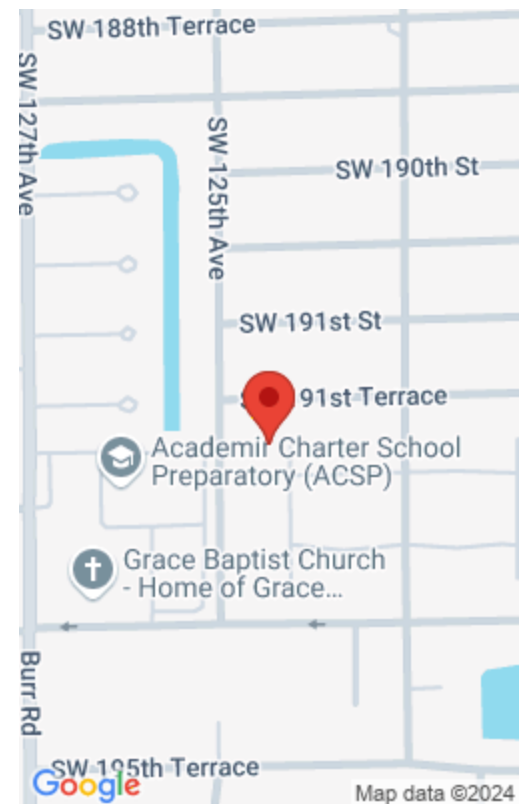 SW 188th Terrace
SW 127th Ave
SW 125th Ave
SW 190th St
SW 191st St
91st Terrace
Academir Charter School
Preparatory (ACSP)
Grace Baptist Church
- Home of Grace...
Burr Rd
SW 195th Terrace
Google
Map data ©2024